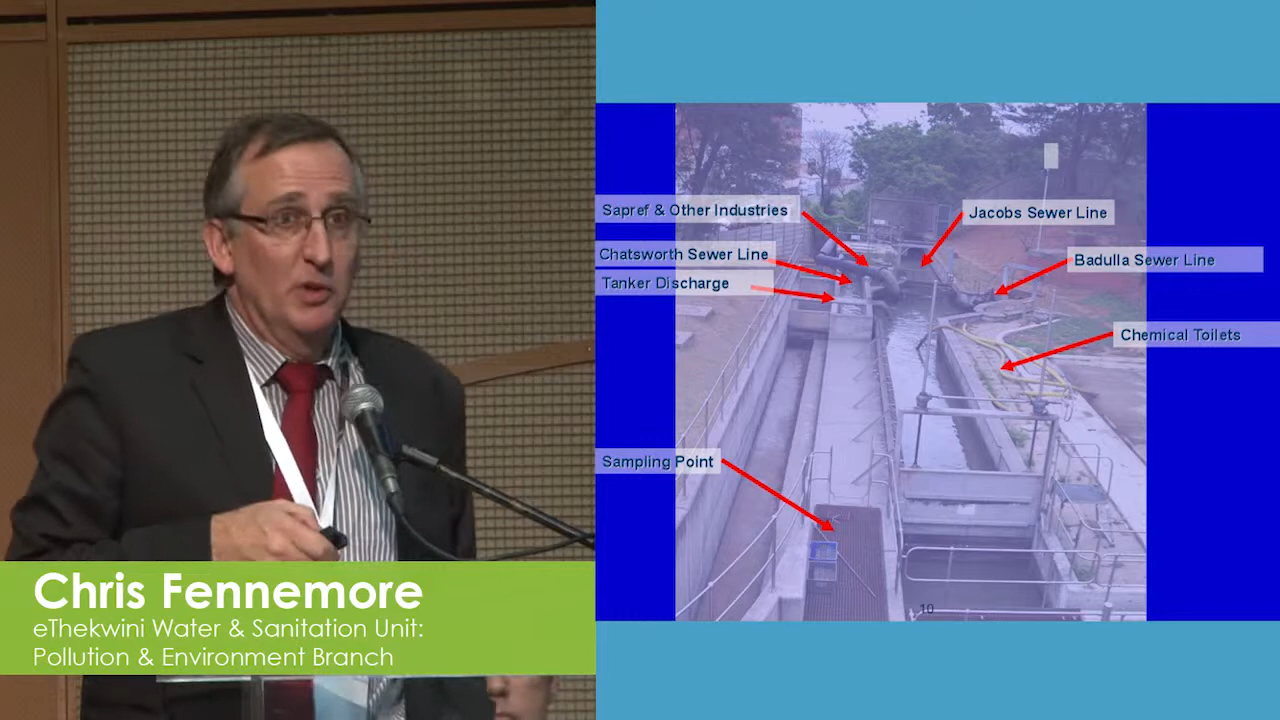 Chris Fennemore
eThekwini Water & Sanitation Unit:
Pollution & Environment Branch
Sapref & Other Industries
Chatsworth Sewer Line
Tanker Discharge
Sampling Point
Jacobs Sewer Line
Badulla Sewer Line
Chemical Toilets
10